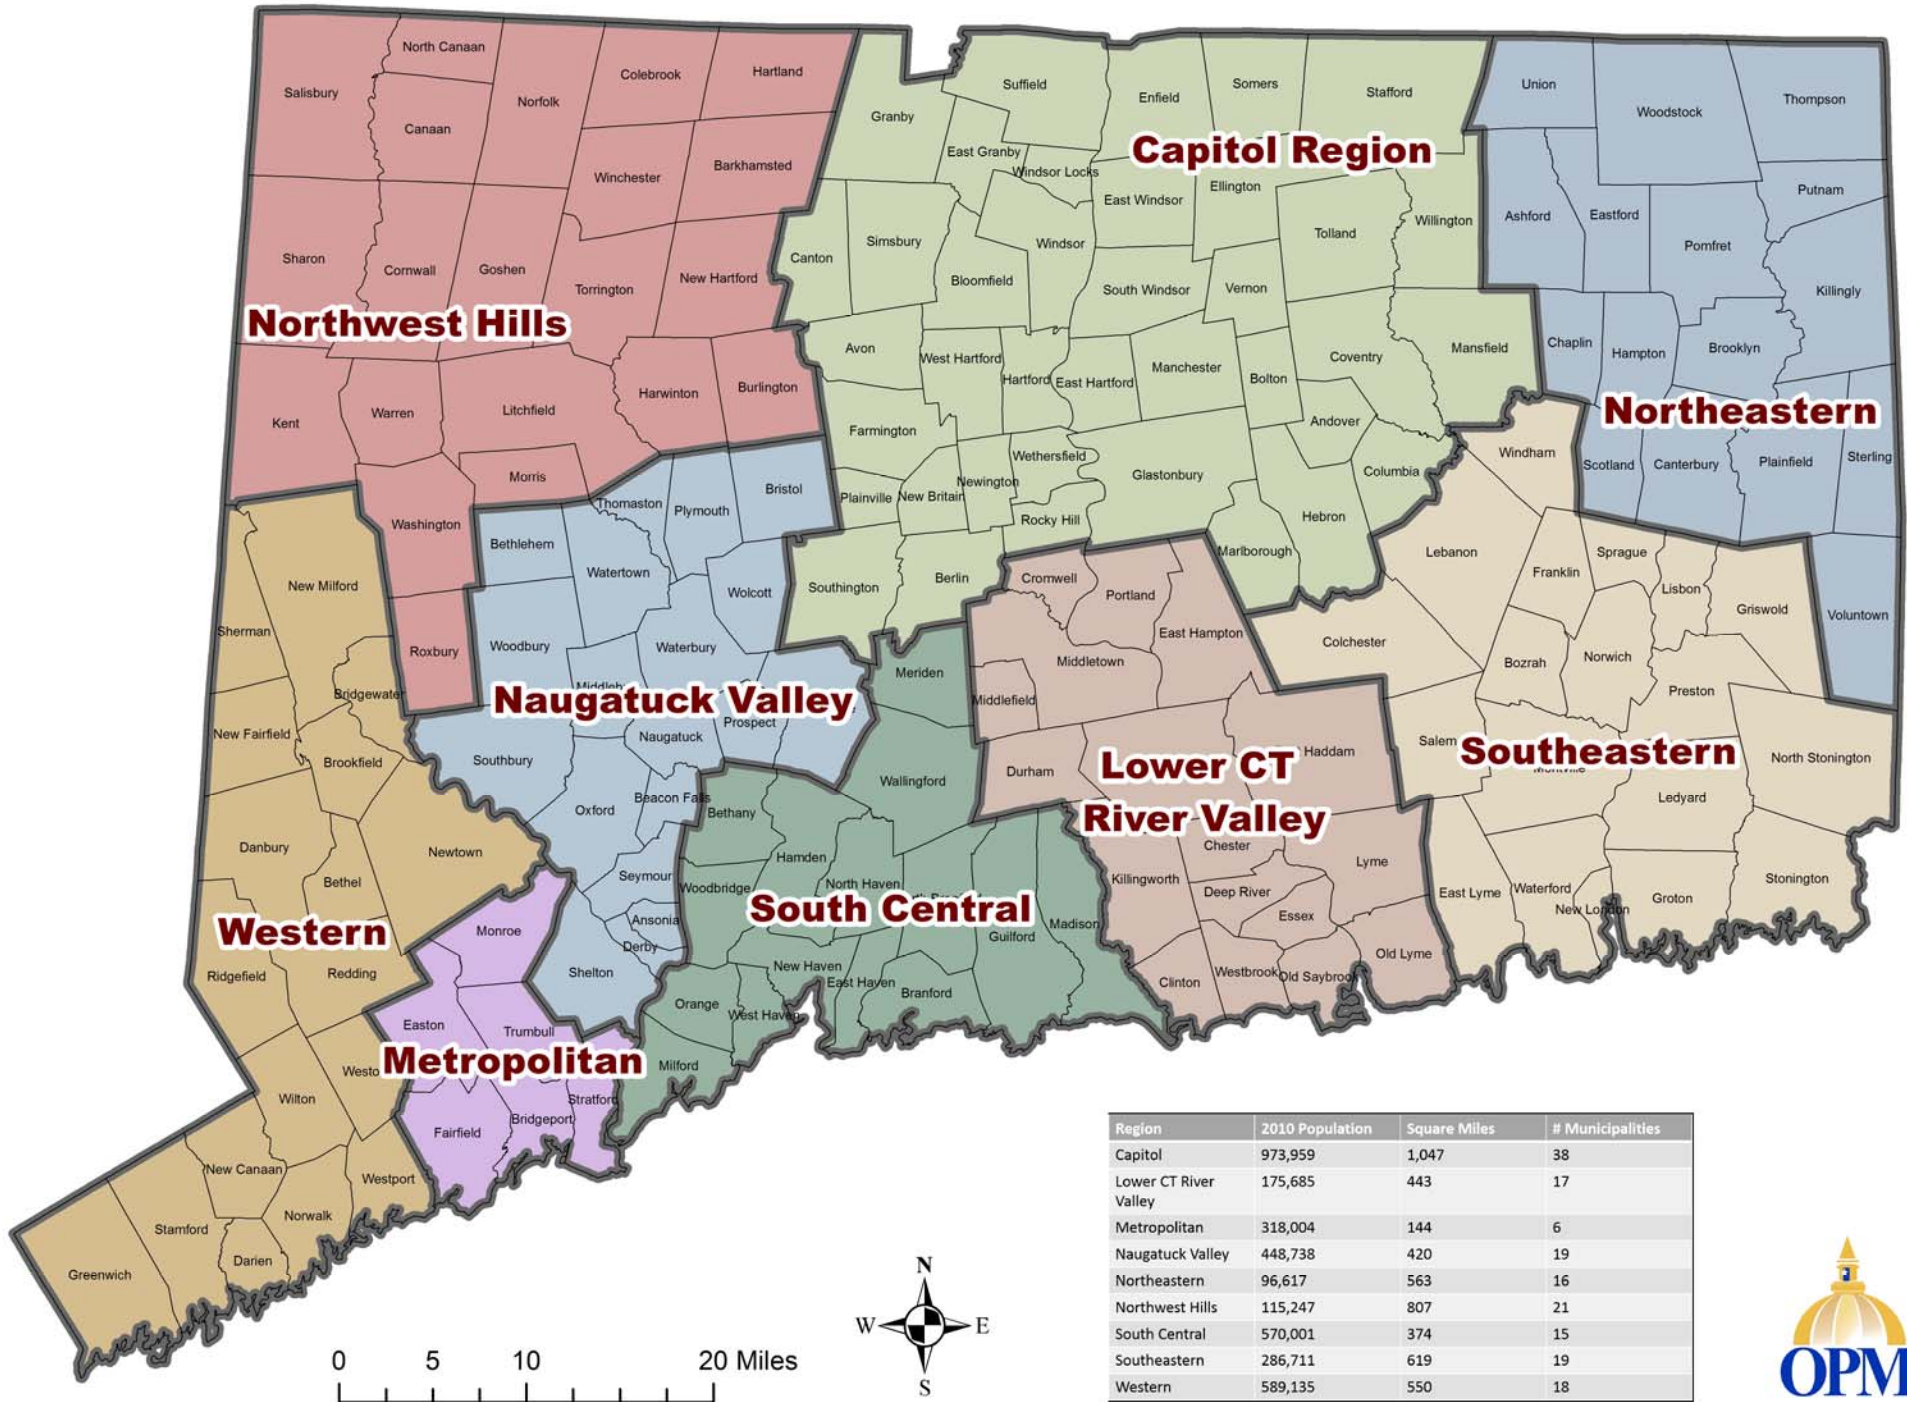 North Canaan
Colebrook
Hartland
Salisbury
Norfolk
Canaan
Winchester
Barkhamsted
Sharon
Cornwall
Goshen
Torrington
New Hartford
Northwest Hills
Kent
Warren
Litchfield
Harwinton
Burlington
Morris
Washington
Roxbury
Suffield
Enfield
Somers
Stafford
Granby
East Granby
Windsor Locks
Capitol Region
East Windsor
Ellington
Willington
Tolland
Canton
Simsbury
Windsor
Bloomfield
South Windsor
Vernon
Avon
West Hartford
Hartford
East Hartford
Manchester
Bolton
Coventry
Mansfield
Farmington
Andover
Wethersfield
Glastonbury
Columbia
Plainville
New Britain
Newington
Rocky Hill
Hebron
Marlborough
Southington
Berlin
Union
Woodstock
Thompson
Putnam
Ashford
Eastford
Pomfret
Killingly
Chaplin
Hampton
Brooklyn
Northeastern
Scotland
Canterbury
Plainfield
Sterling
Voluntown
Thomaston
Plymouth
Bristol
Bethlehem
Watertown
Wolcott
Woodbury
Waterbury
Naugatuck Valley
Prospect
Naugatuck
Southbury
Oxford
Beacon Falls
Seymour
Ansonia
Derby
Shelton
New Milford
Sherman
Bridgewater
New Fairfield
Brookfield
Danbury
Newtown
Bethel
Western
Ridgefield
Redding
Wilton
New Canaan
Westport
Norwalk
Stamford
Darien
Greenwich
Monroe
Easton
Trumbull
Metropolitan
Stratford
Bridgeport
Fairfield
Meriden
Wallingford
Bethany
Hamden
Woodbridge
North Haven
South Central
Madison
Guilford
New Haven
East Haven
Branford
Orange
West Haven
Milford
Cromwell
Portland
East Hampton
Middletown
Middlefield
Durham
Haddam
Lower CT
River Valley
Chester
Lyme
Killingworth
Deep River
Essex
Old Lyme
Clinton
Westbrook
Old Saybrook
Windham
Lebanon
Franklin
Sprague
Lisbon
Griswold
Colchester
Bozrah
Norwich
Preston
Salem
Southeastern
North Stonington
Ledyard
East Lyme
Waterford
New London
Groton
Stonington
Region 2010 Population Square Miles # Municipalities
Capitol 973,959 1,047 38
Lower CT River 175,685 443 17
Valley
Metropolitan 318,004 144 6
Naugatuck Valley 448,738 420 19
Northeastern 96,617 563 16
Northwest Hills 115,247 807 21
South Central 570,001 374 15
Southeastern 286,711 619 19
Western 589,135 550 18
N
W E
S
0 5 10 20 Miles
OPM